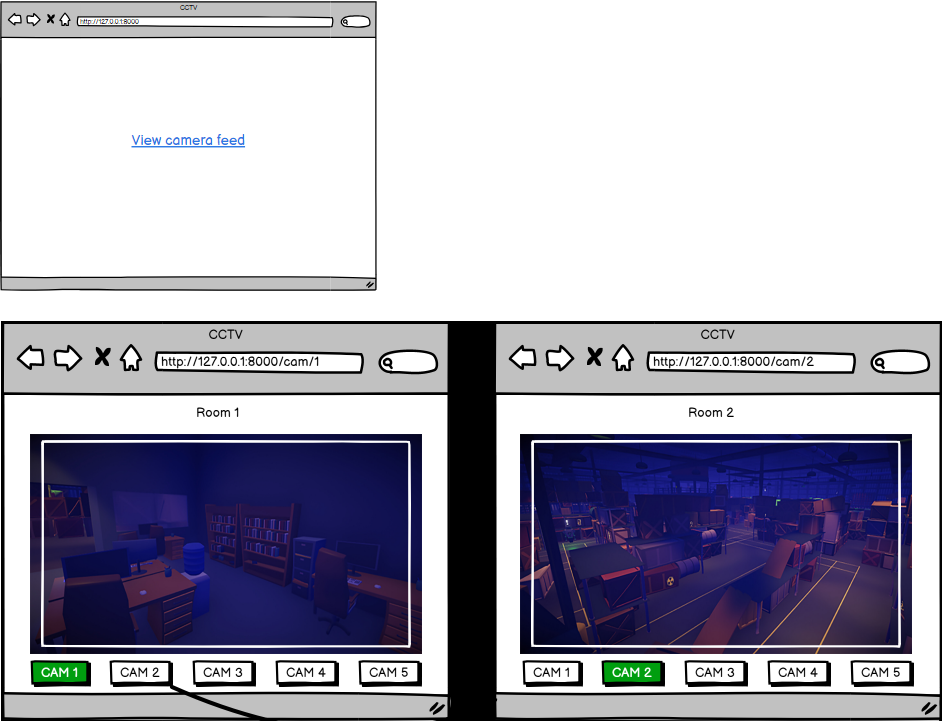 CCTV
http://127.0.0.1:8000
View camera feed
CCTV
http://127.0.0.1:8000/cam/1
Room 1
CAM 1 CAM 2 CAM 3 CAM 4 CAM 5
CCTV
http://127.0.0.1:8000/cam/2
Room 2
CAM 1 CAM 2 CAM 3 CAM 4 CAM 5